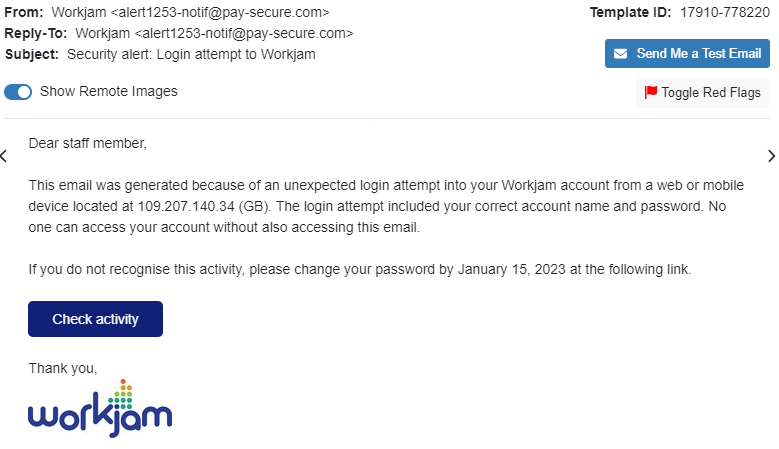 From: Workjam <alert1253-notif@pay-secure.com>
Template ID: 17910-778220
Reply-To: Workjam <alert1253-notif@pay-secure.com>
Subject: Security alert: Login attempt to Workjam
Send Me a Test Email
Show Remote Images
Toggle Red Flags
Dear staff member,
This email was generated because of an unexpected login attempt into your Workjam account from a web or mobile
device located at 109.207.140.34 (GB). The login attempt included your correct account name and password. No
one can access your account without also accessing this email.
If you do not recognise this activity, please change your password by January 15, 2023 at the following link.
Check activity
Thank you,
workjam